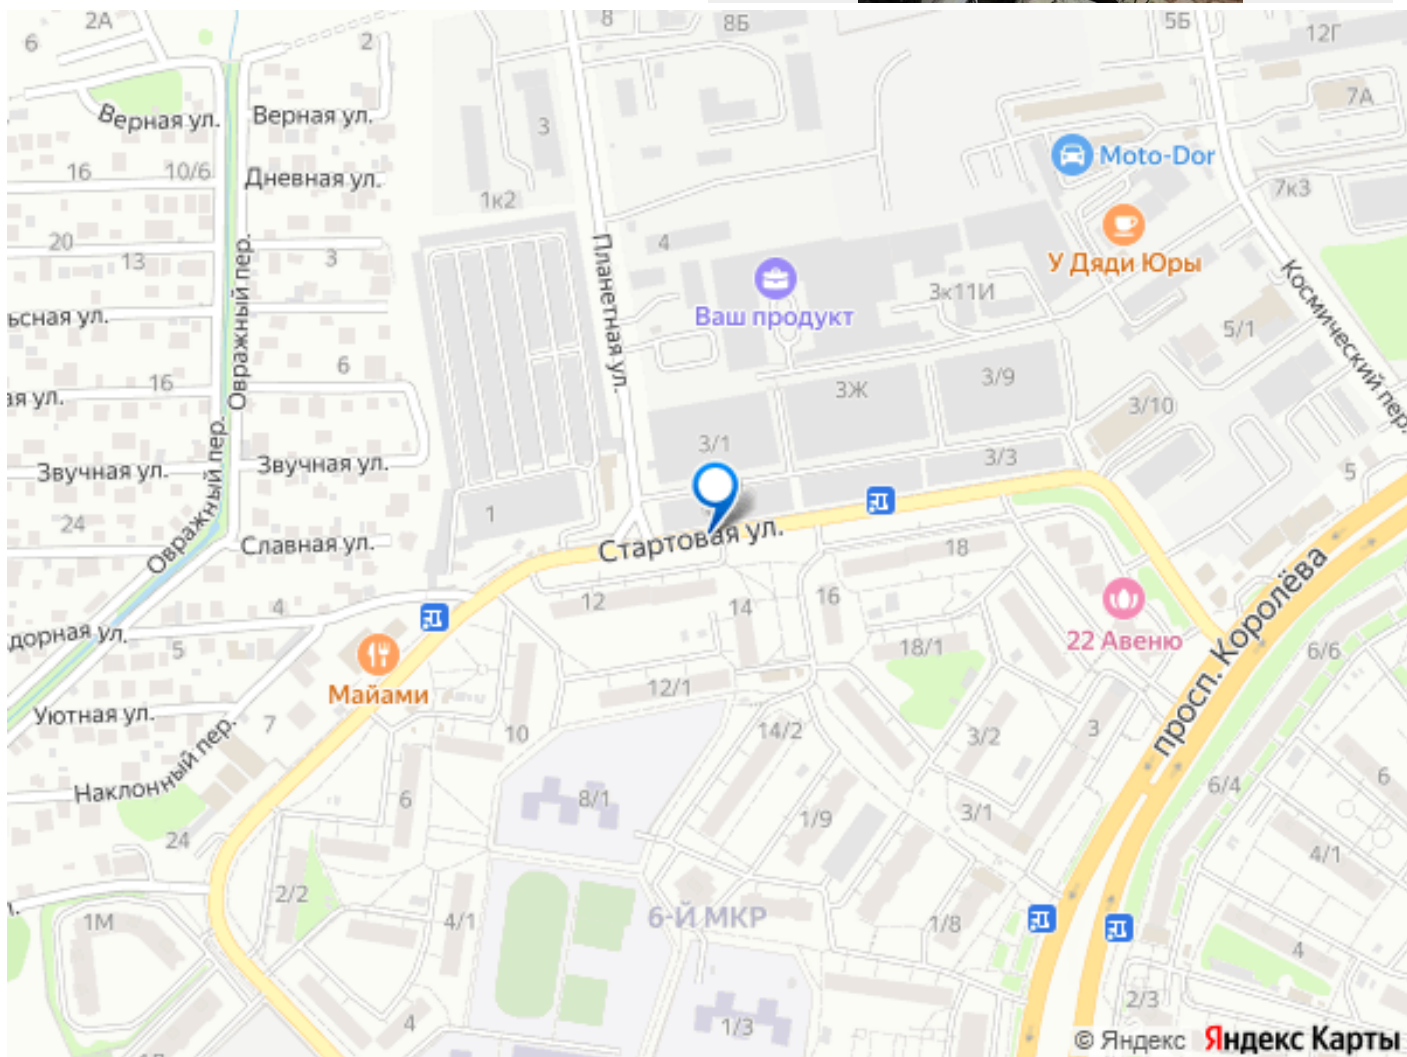 2А
6
2
8
8Б
5Б
12Г
7А
Верная ул.
Верная ул.
3
Moto-Dor
16
10/6
Дневная ул.
1к2
7к3
Овражный пер.
20
13
3
Планетная ул.
4
У Дяди Юры
Космический пер.
ьсная ул.
Ваш продукт
3к11И
5/1
6
16
ая ул.
3Ж
3/9
3/10
3/1
Звучная ул.
Звучная ул.
3/3
5
Овражный пер.
24
1
Славная ул.
Стартовая ул.
18
4
12
14
16
22 Авеню
просп. Королёва
дорная ул.
5
18/1
6/6
Майами
12/1
Уютная ул.
7
10
14/2
3/2
3
Наклонный пер.
6
8/1
1/9
3/1
6/4
6
24
4/1
2/2
1М
4/1
6-Й МКР
1/8
4
4
1/3
2/3
© Яндекс Яндекс Карты